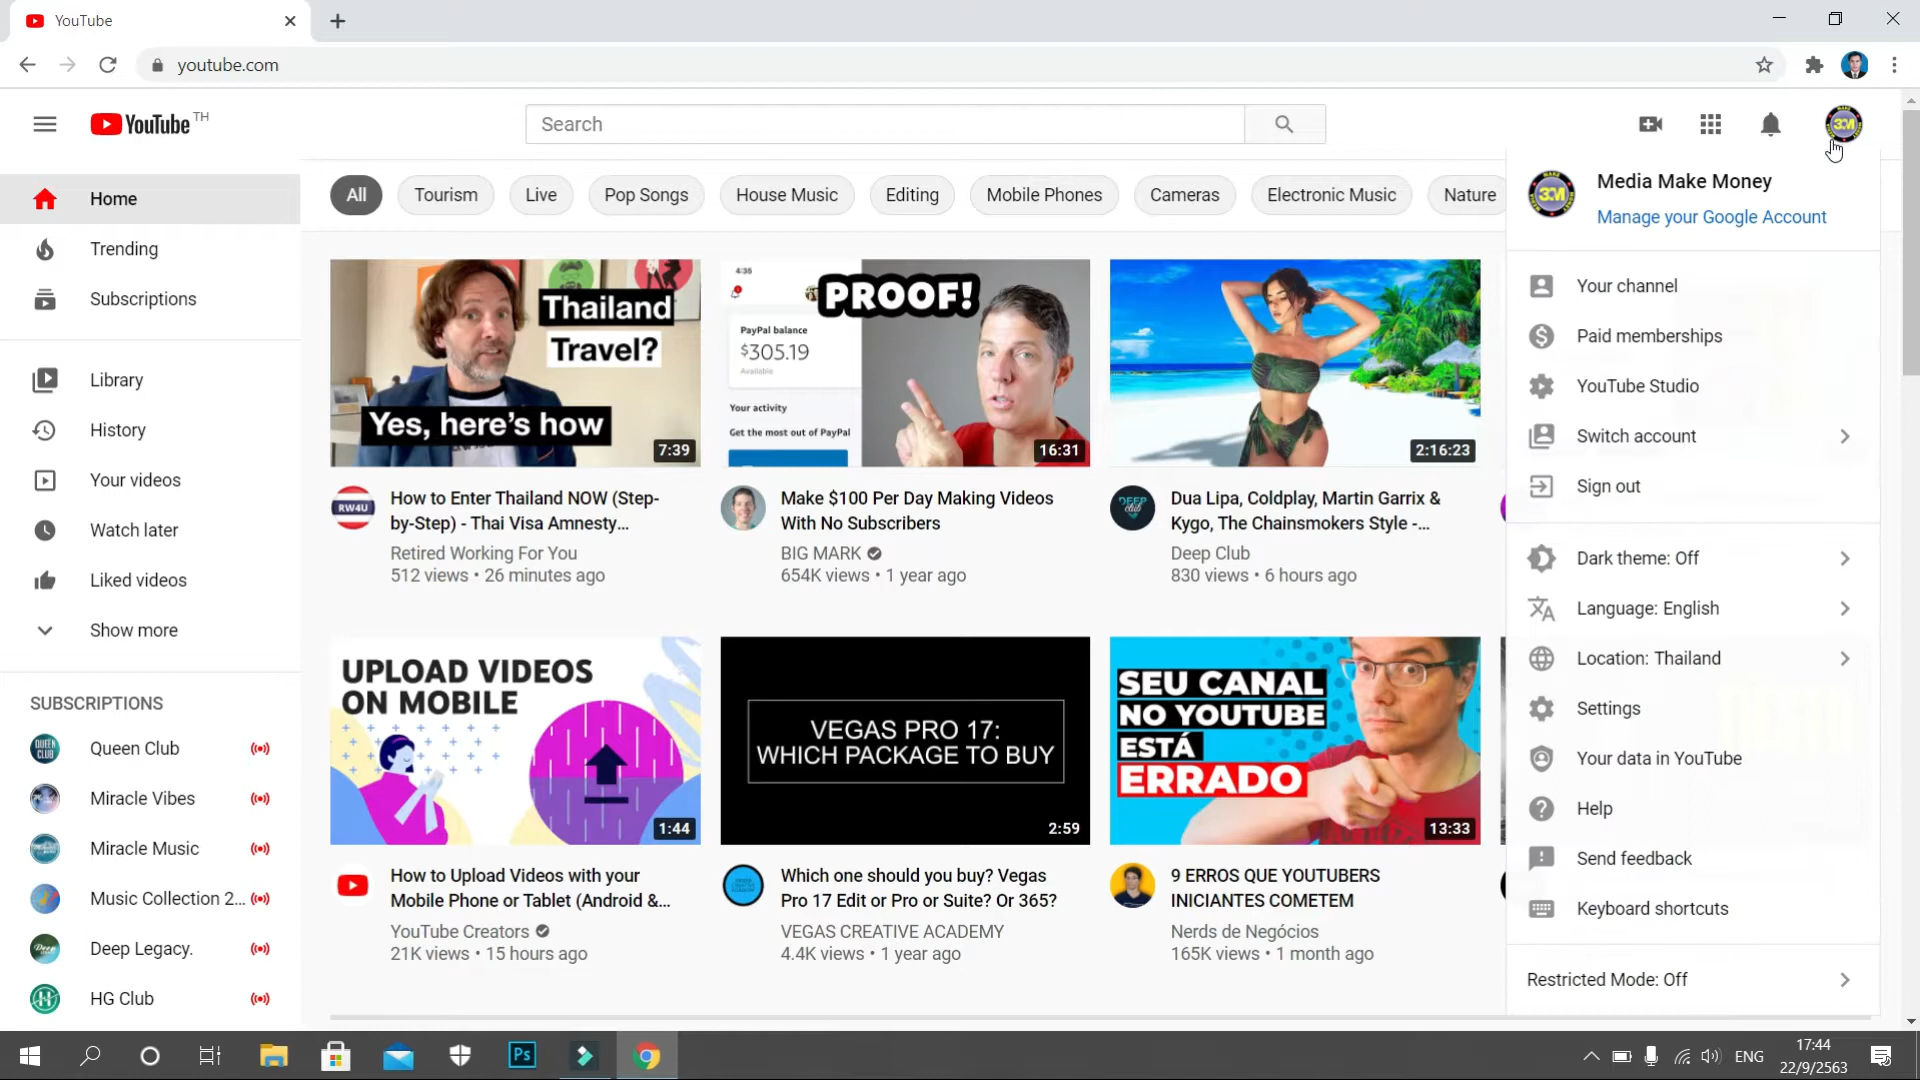 YouTube
youtube.com
YouTube TH
Search
Home
Trending
Subscriptions
Library
History
Your videos
Watch later
Liked videos
Show more
SUBSCRIPTIONS
Queen Club
Miracle Vibes
Miracle Music
Music Collection 2...
Deep Legacy.
HG Club
All
Tourism
Live
Pop Songs
House Music
Editing
Mobile Phones
Cameras
Electronic Music
Nature
Thailand
Travel?
Yes, here's how
7:39
RW4U
How to Enter Thailand NOW (Step-
by-Step) - Thai Visa Amnesty...
Retired Working For You
512 views • 26 minutes ago
4:35
PROOF!
PayPal balance
$305.19
Available
Your activity
Get the most out of PayPal
16:31
Make $100 Per Day Making Videos
With No Subscribers
BIG MARK
654K views • 1 year ago
2:16:23
DEEP
club
Dua Lipa, Coldplay, Martin Garrix &
Kygo, The Chainsmokers Style -...
Deep Club
830 views • 6 hours ago
UPLOAD VIDEOS
ON MOBILE
1:44
How to Upload Videos with your
Mobile Phone or Tablet (Android &...
YouTube Creators
21K views • 15 hours ago
VEGAS PRO 17:
WHICH PACKAGE TO BUY
2:59
Which one should you buy? Vegas
Pro 17 Edit or Pro or Suite? Or 365?
VEGAS CREATIVE ACADEMY
4.4K views • 1 year ago
SEU CANAL
NO YOUTUBE
ESTÁ
ERRADO
13:33
9 ERROS QUE YOUTUBERS
INICIANTES COMETEM
Nerds de Negócios
165K views • 1 month ago
3M
Media Make Money
Manage your Google Account
Your channel
Paid memberships
YouTube Studio
Switch account
Sign out
Dark theme: Off
Language: English
Location: Thailand
Settings
Your data in YouTube
Help
Send feedback
Keyboard shortcuts
Restricted Mode: Off
Ps
ENG
17:44
22/9/2563